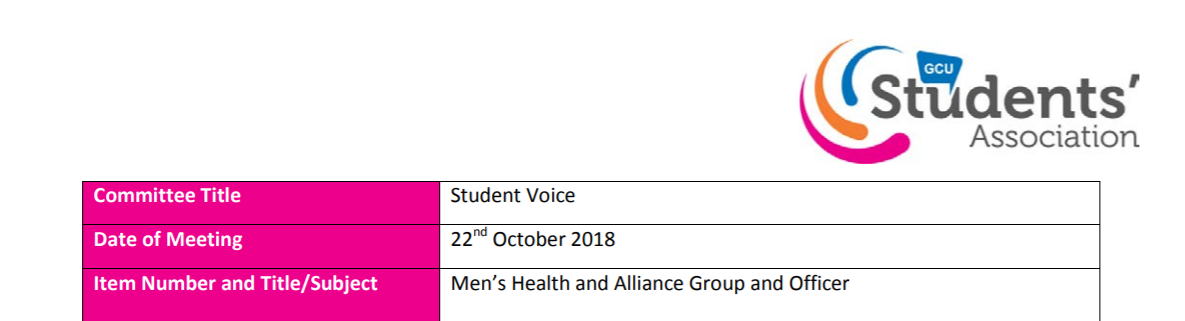 GCU
Students'
Association
Committee Title Student Voice
Date of Meeting 22nd October 2018
Item Number and Title/Subject Men’s Health and Alliance Group and Officer